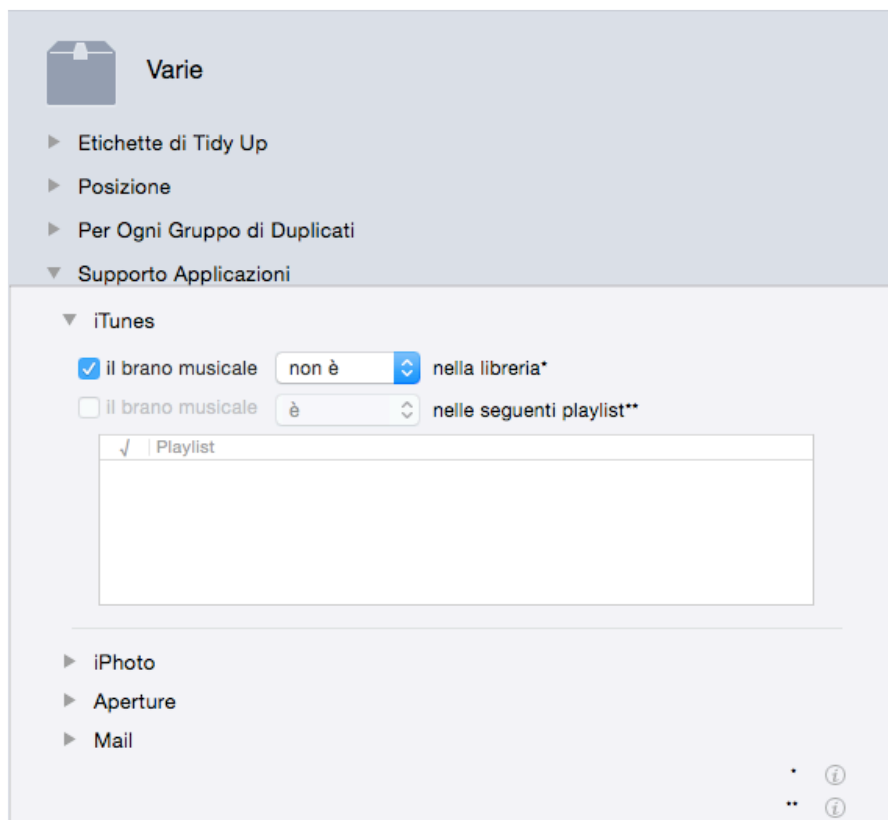 Varie
Etichette di Tidy Up
Posizione
Per Ogni Gruppo di Duplicati
Supporto Applicazioni
iTunes
il brano musicale non è nella libreria*
il brano musicale è nelle seguenti playlist**
√ Playlist
iPhoto
Aperture
Mail
* i
** i